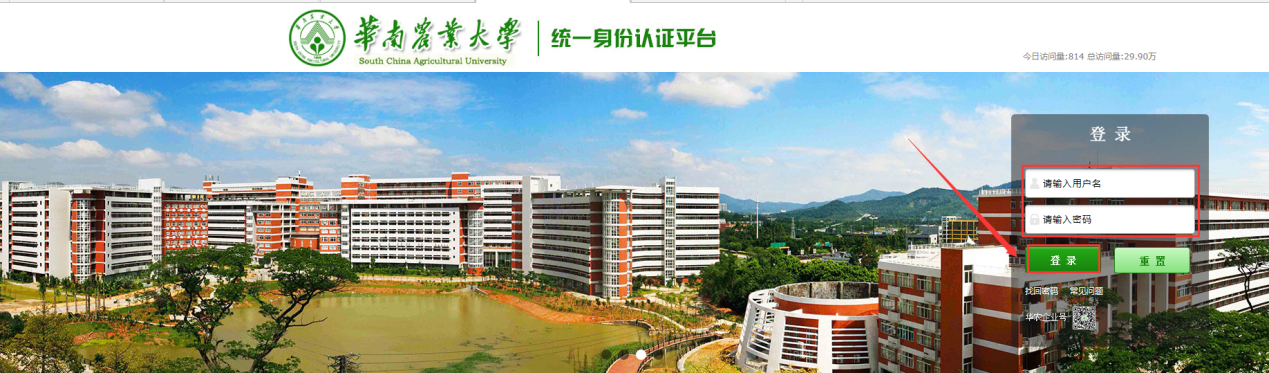 華南農業大學
South China Agricultural University
统一身份认证平台
今日访问量:814 总访问量:29.90万
登 录
请输入用户名
请输入密码
登 录
重 置
找回密码 常见问题
华农企业号